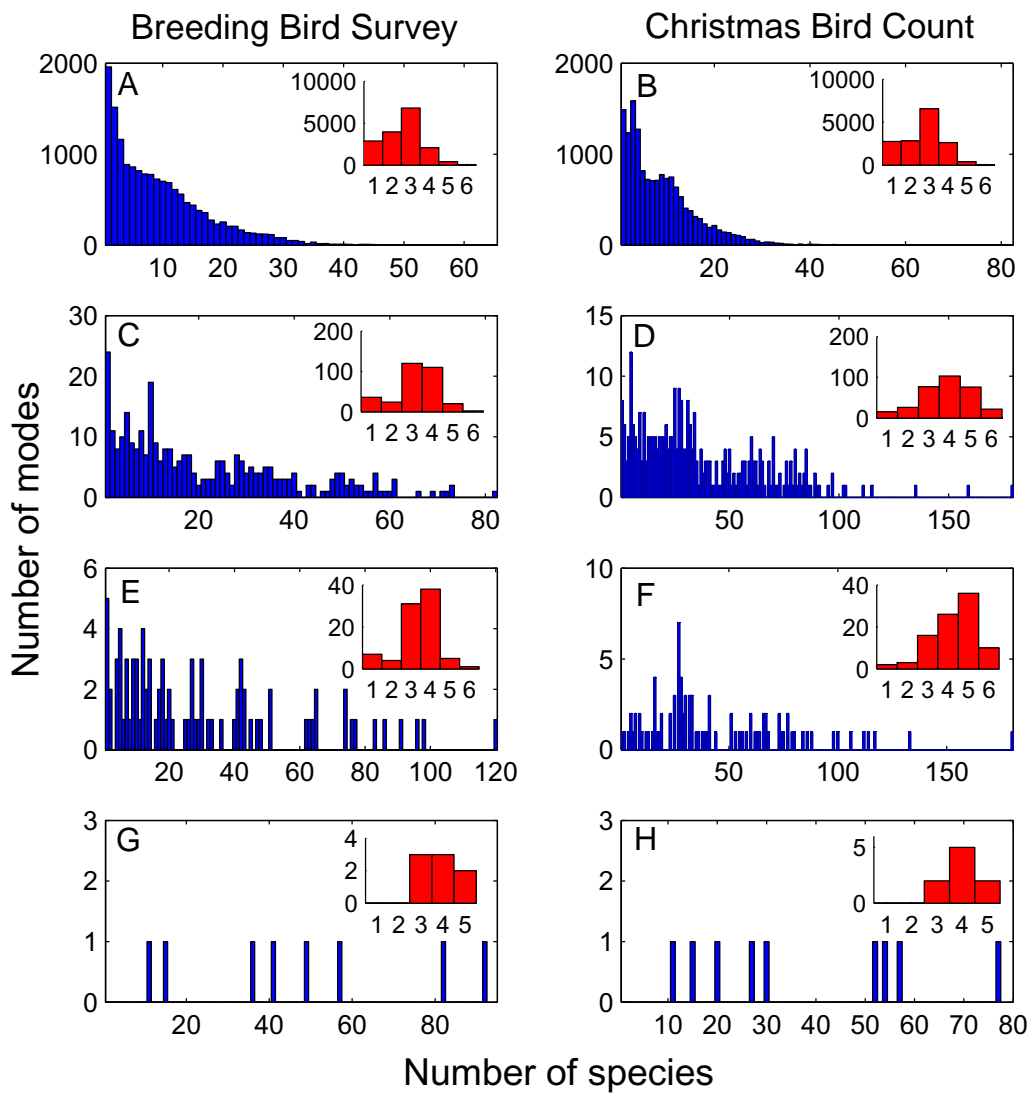 Breeding Bird Survey
Christmas Bird Count
Number of modes
A
2000
1000
0
10 20 30 40 50 60
10000
5000
0
1 2 3 4 5 6
B
2000
1000
0
20 40 60 80
10000
5000
0
1 2 3 4 5 6
C
30
20
10
0
20 40 60 80
200
100
0
1 2 3 4 5 6
D
15
10
5
0
50 100 150
200
100
0
1 2 3 4 5 6
E
6
4
2
0
20 40 60 80 100 120
40
20
0
1 2 3 4 5 6
F
10
5
0
50 100 150
40
20
0
1 2 3 4 5 6
G
3
2
1
0
20 40 60 80
4
2
0
1 2 3 4 5
H
3
2
1
0
10 20 30 40 50 60 70 80
5
0
1 2 3 4 5
Number of species